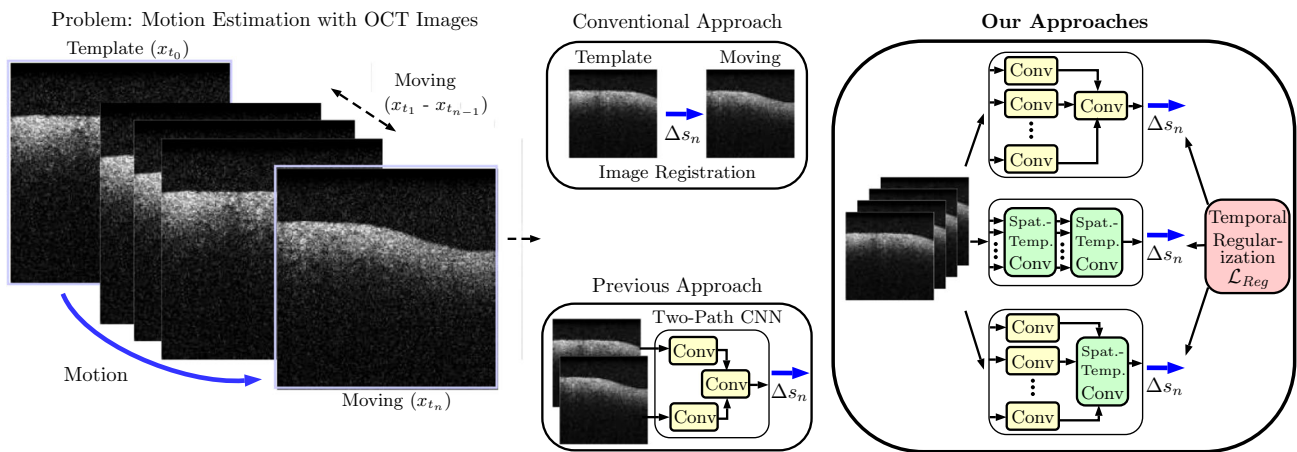 Problem: Motion Estimation with OCT Images
Template (x_{t_0})
Moving
(x_{t_1} - x_{t_{n-1}})
Motion
Moving (x_{t_n})
Conventional Approach
Template Moving
Δs_n
Image Registration
Previous Approach
Two-Path CNN
Conv
Conv
Conv
Δs_n
Our Approaches
Conv
Conv
Conv
Conv
Δs_n
Spat.-
Temp.
Conv
Spat.-
Temp.
Conv
Δs_n
Conv
Conv
Conv
Spat.-
Temp.
Conv
Δs_n
Temporal
Regular-
ization
ℒ_{Reg}